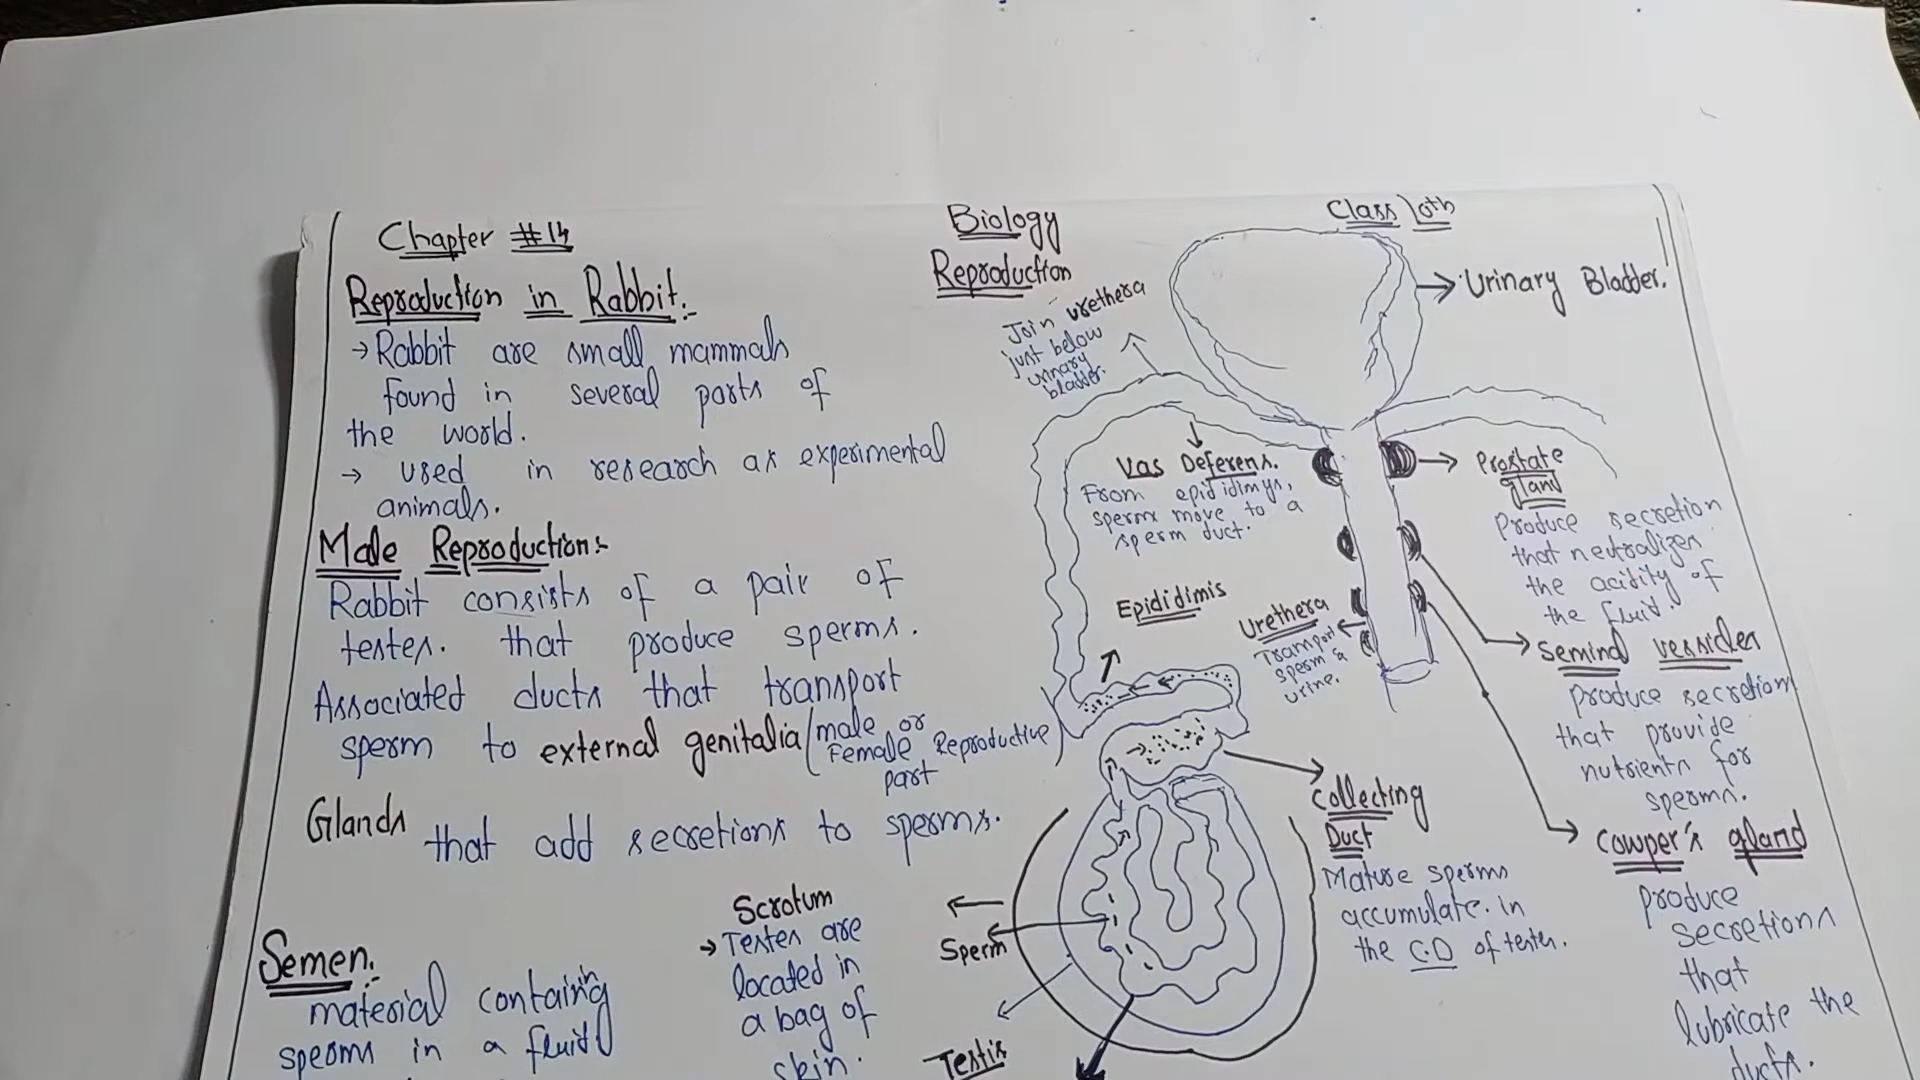 Chapter #14
Biology
Class 10th
Reproduction
Reproduction in Rabbit:-
→ Rabbit are small mammals
found in several parts of
the world.
→ used in research as experimental
animals.
Male Reproduction:-
Rabbit consists of a pair of
testes. that produce sperms.
Associated ducts that transport
sperm to external genitalia (male or
Female Reproductive
part
Glands that add secretions to sperms.
Semen:
material containing
sperms in a fluid
Scrotum
→ Testes are
located in
a bag of
skin.
Join urethera
just below
urinary
bladder.
→ Urinary Bladder.
Vas Deferens.
From epididimys,
sperms move to a
sperm duct.
Epididimis
Urethera
Transport
sperm &
urine.
Prostate
gland
Produce secretion
that neutralizes
the acidity of
the fluid.
Seminal vessicles
produce secretion
that provide
nutrients for
sperms.
Cowper's gland
produce
secretions
that
lubricate the
ducts.
Collecting
Duct
Mature sperms
accumulate. in
the C.D of testes.
Sperm
Testis